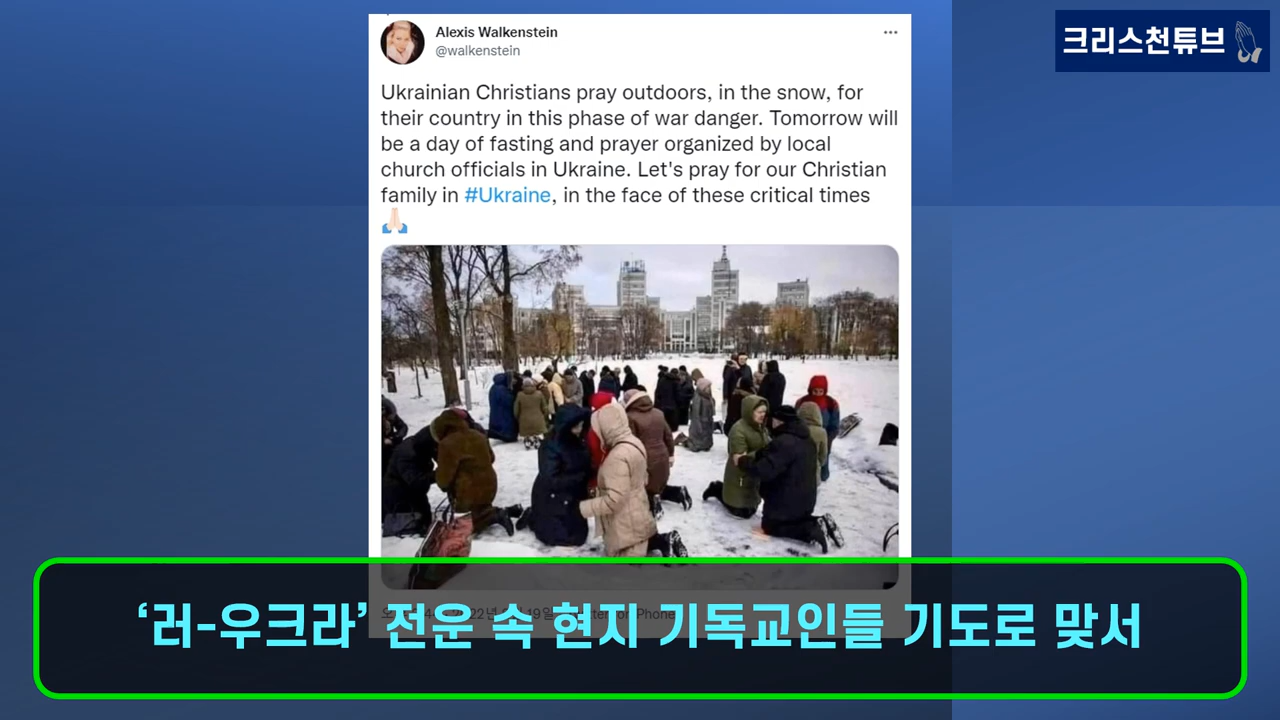 Alexis Walkenstein
@walkenstein
크리스천튜브
Ukrainian Christians pray outdoors, in the snow, for
their country in this phase of war danger. Tomorrow will
be a day of fasting and prayer organized by local
church officials in Ukraine. Let's pray for our Christian
family in #Ukraine, in the face of these critical times
‘러-우크라’ 전운 속 현시 기독교인들 기도로 맞서